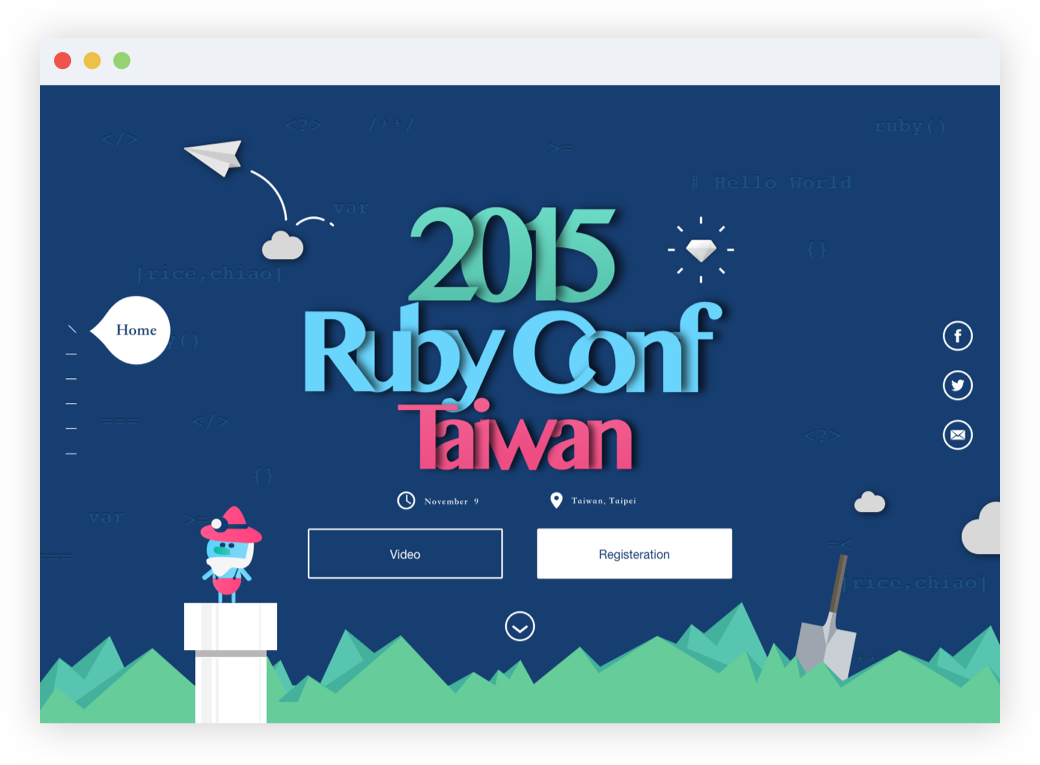 </>
<?>
/**/
ruby()
>=
# Hello World
var
2015
{}
[rice,chiao]
Ruby Conf
Home
()
Taiwan
===
</>
<?>
{}
November 9
Taiwan, Taipei
var
>=
Video
Registeration
=<
===
[rice,chiao]